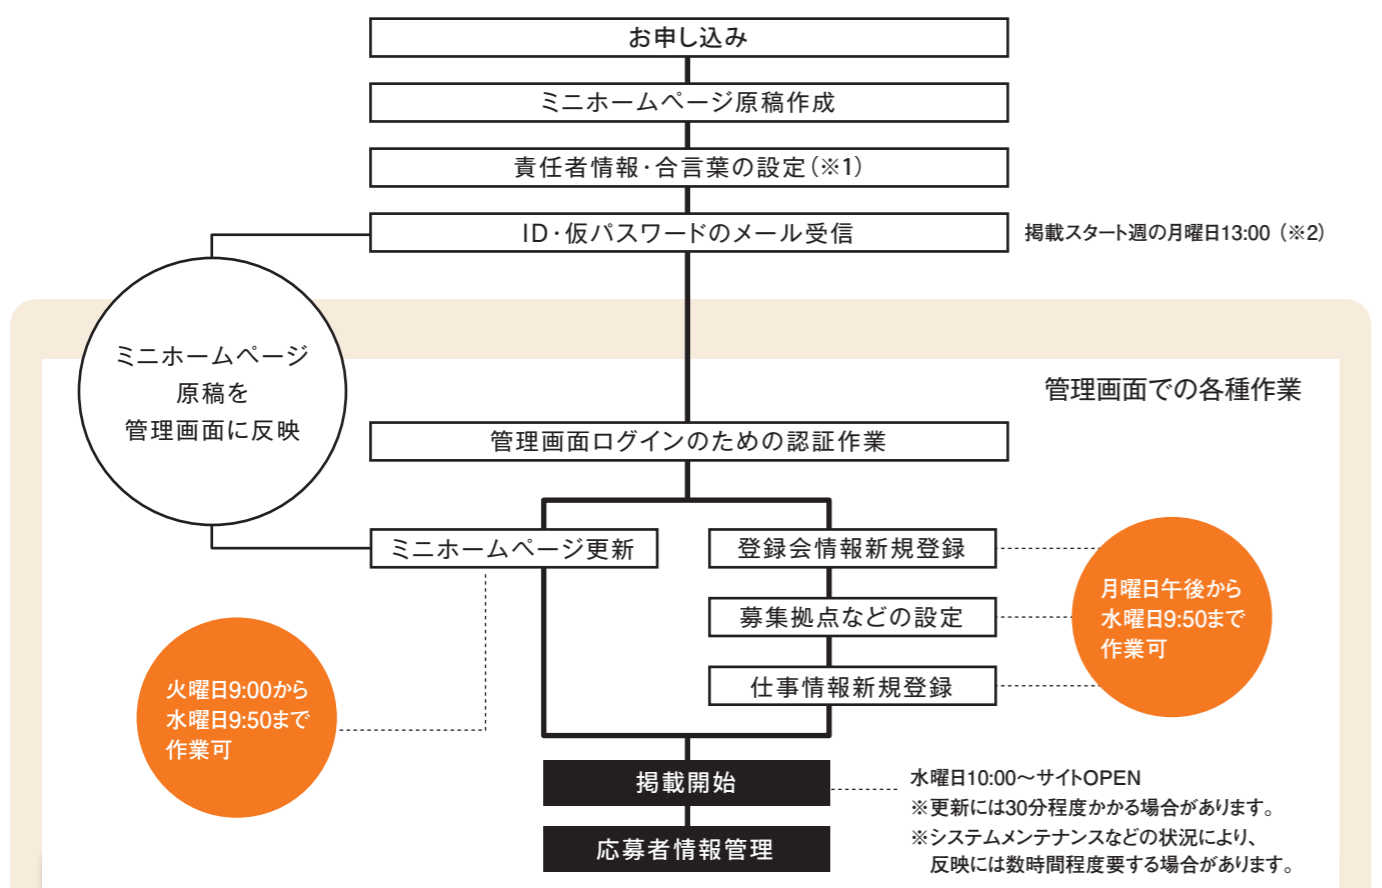 お申し込み
ミニホームページ原稿作成
責任者情報・合言葉の設定(※1)
ID・仮パスワードのメール受信
掲載スタート週の月曜日13:00(※2)
ミニホームページ
原稿を
管理画面に反映
管理画面での各種作業
管理画面ログインのための認証作業
ミニホームページ更新
登録会情報新規登録
募集拠点などの設定
仕事情報新規登録
月曜日午後から
水曜日9:50まで
作業可
火曜日9:00から
水曜日9:50まで
作業可
掲載開始
水曜日10:00〜サイトOPEN
※更新には30分程度かかる場合があります。
※システムメンテナンスなどの状況により、
反映には数時間程度要する場合があります。
応募者情報管理